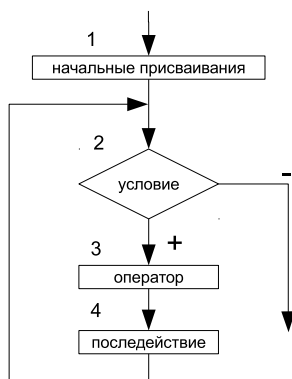 1
начальные присваивания
2
условие
–
+
3
оператор
4
последействие